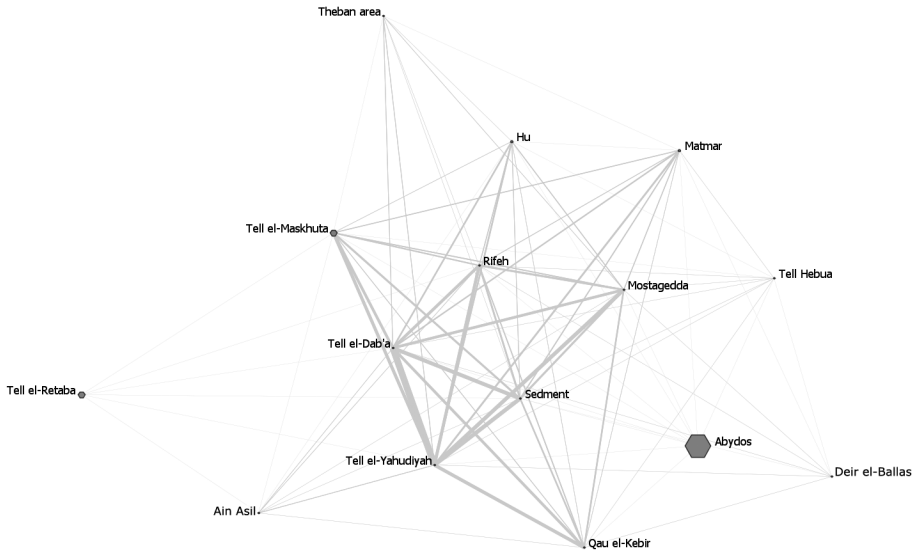 Theban area
Hu
Matmar
Tell el-Maskhuta
Rifeh
Tell Hebua
Mostagedda
Tell el-Dab'a
Tell el-Retaba
Sedment
Abydos
Tell el-Yahudiyah
Deir el-Ballas
Ain Asil
Qau el-Kebir